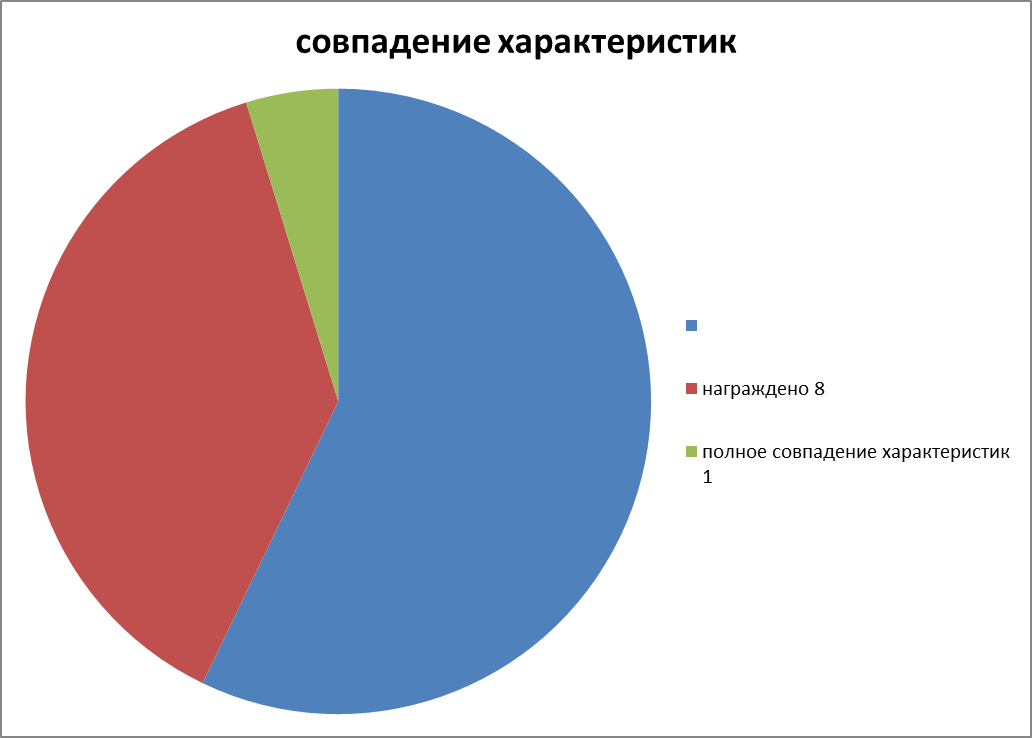 совпадение характеристик
награждено 8
полное совпадение характеристик
1